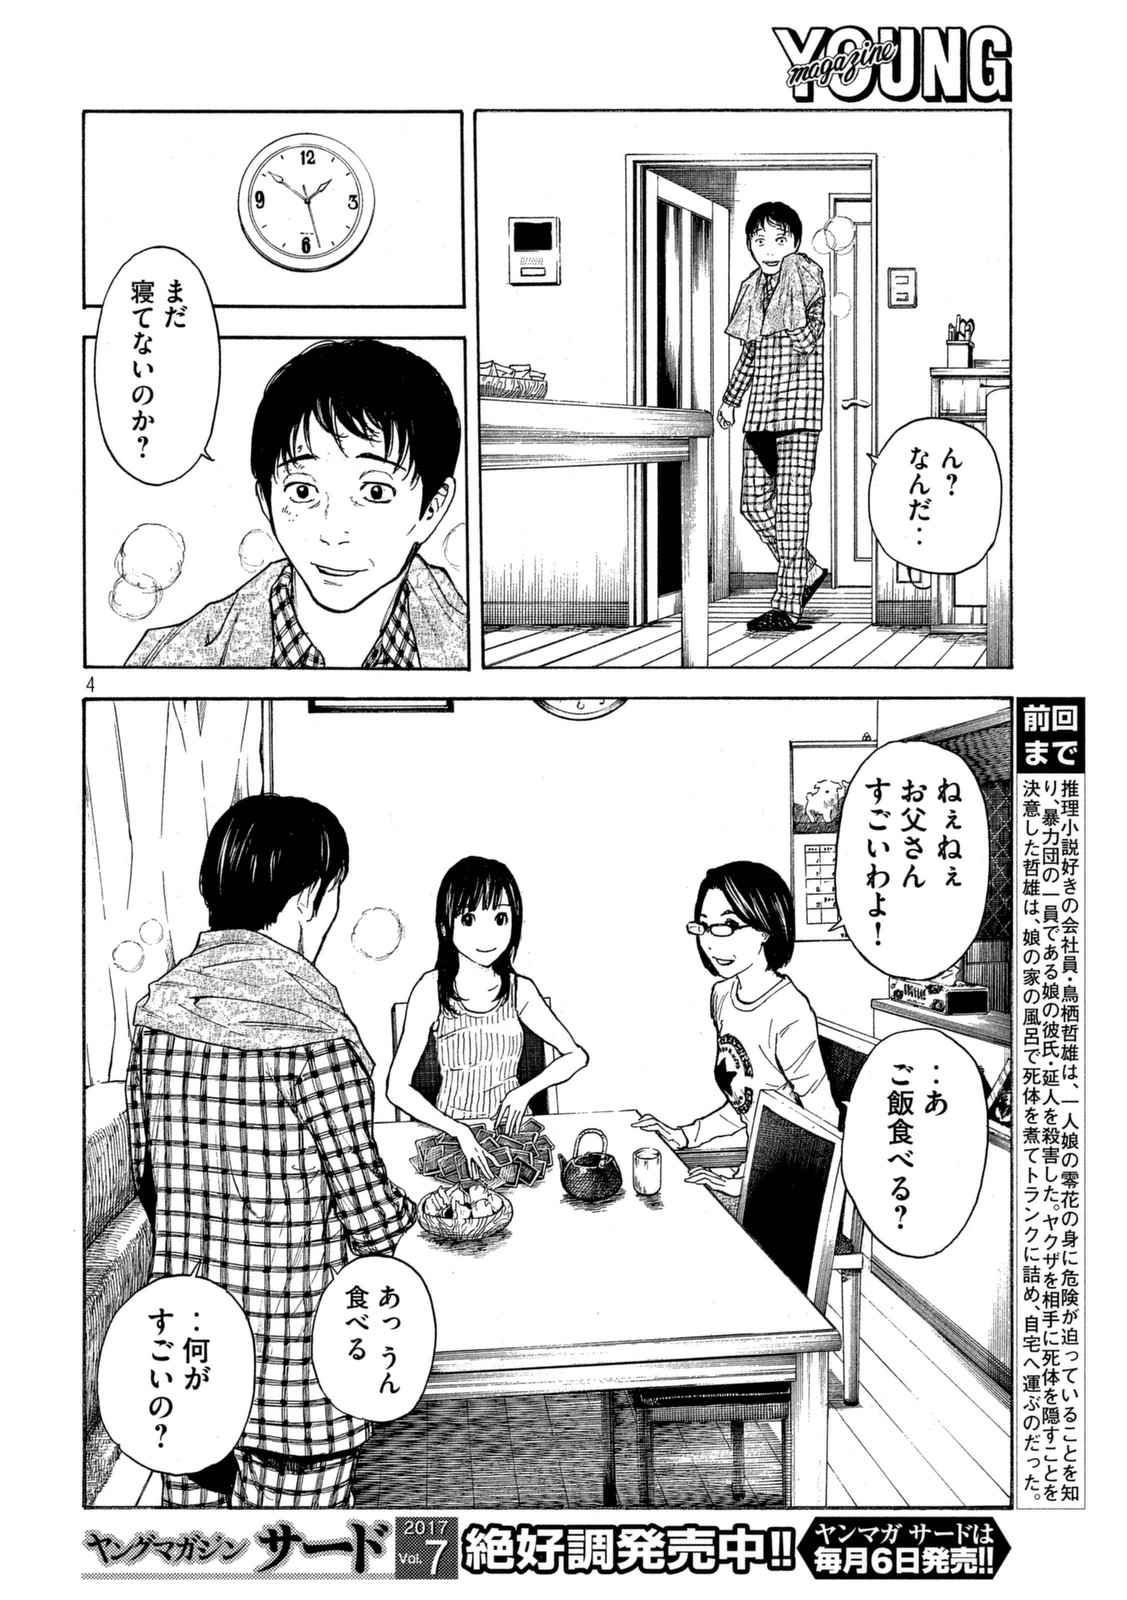 YOUNG
magazine
ん?
なんだ‥
12
3
6
9
まだ
寝てないのか?
4
ねぇねぇ
お父さん
すごいわよ!
‥あ
ご飯食べる?
あっ うん
食べる
‥何が
すごいの?
前回
まで
推理小説好きの会社員・鳥栖哲雄は、一人娘の零花の身に危険が迫っていることを知
り、暴力団の一員である娘の彼氏・延人を殺害した。ヤクザを相手に死体を隠すことを
決意した哲雄は、娘の家の風呂で死体を煮てトランクに詰め、自宅へ運ぶのだった。
ヤングマガジン サード
2017
Vol.7
絶好調発売中!!
ヤンマガ サードは
毎月6日発売!!